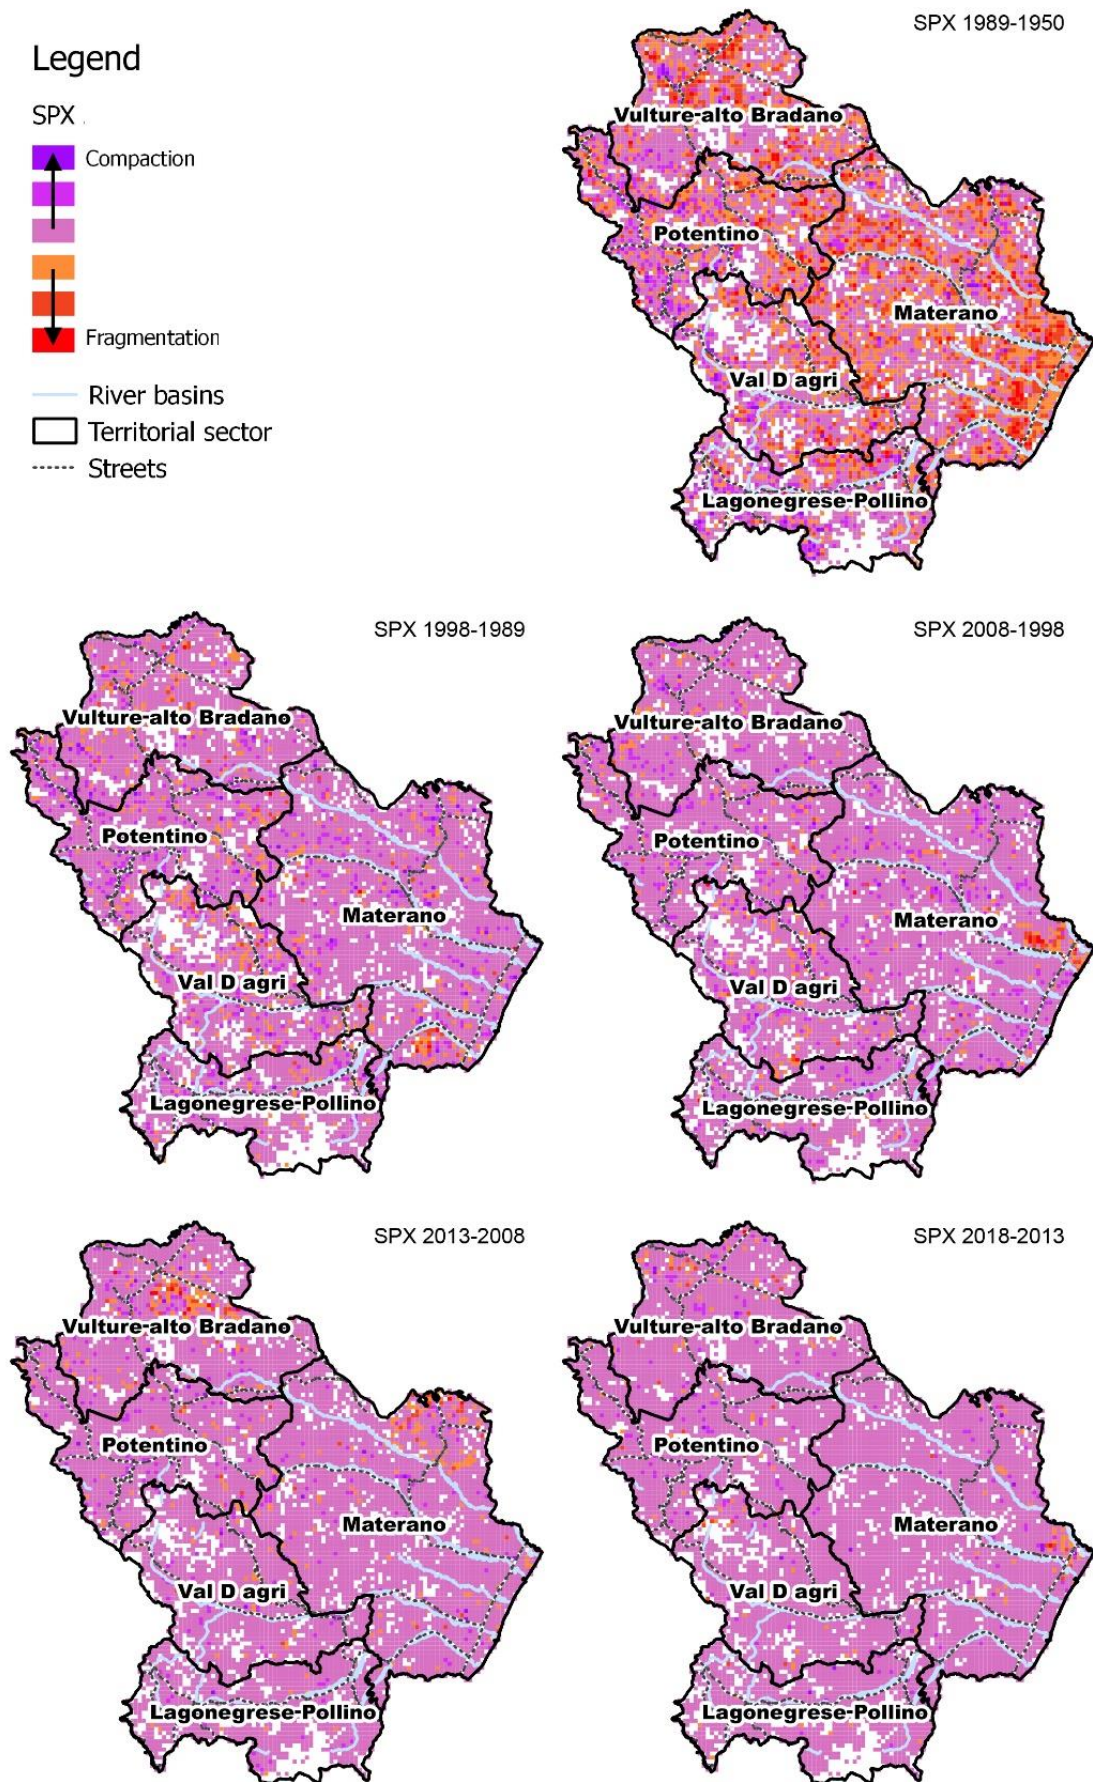 SPX 1989-1950
Legend
SPX
Compaction
Fragmentation
River basins
Territorial sector
Streets
Vulture-alto Bradano
Potentino
Materano
Val D agri
Lagonegrese-Pollino
SPX 1998-1989
Vulture-alto Bradano
Potentino
Materano
Val D agri
Lagonegrese-Pollino
SPX 2008-1998
Vulture-alto Bradano
Potentino
Materano
Val D agri
Lagonegrese-Pollino
SPX 2013-2008
Vulture-alto Bradano
Potentino
Materano
Val D agri
Lagonegrese-Pollino
SPX 2018-2013
Vulture-alto Bradano
Potentino
Materano
Val D agri
Lagonegrese-Pollino